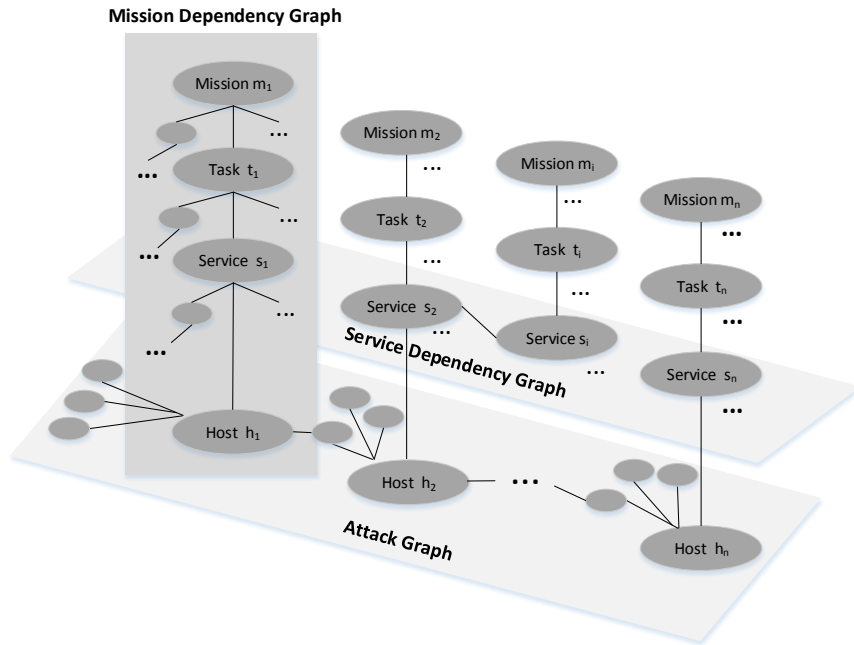 Mission Dependency Graph
Mission m₁
...
...
Task t₁
...
...
Service s₁
...
...
Host h₁
Mission m₂
...
Task t₂
...
Service s₂
...
Host h₂
...
Mission mᵢ
...
Task tᵢ
...
Service sᵢ
...
Mission mₙ
...
Task tₙ
...
Service sₙ
...
Host hₙ
Service Dependency Graph
Attack Graph